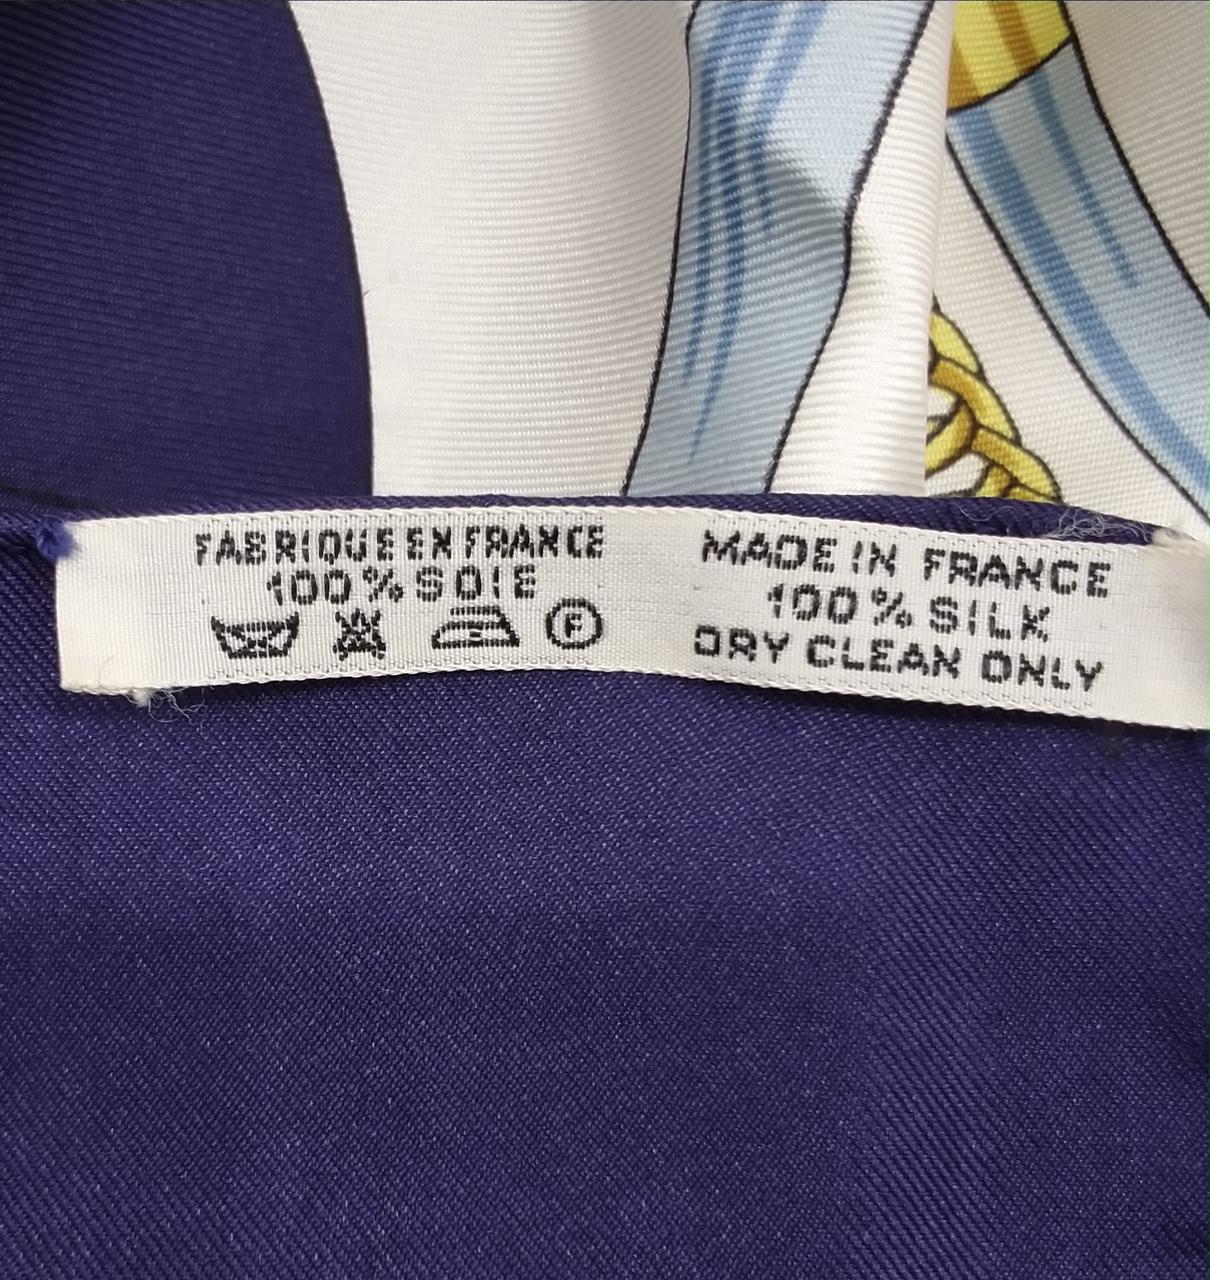 FABRIQUE EN FRANCE
100% SOIE
F
MADE IN FRANCE
100% SILK
DRY CLEAN ONLY